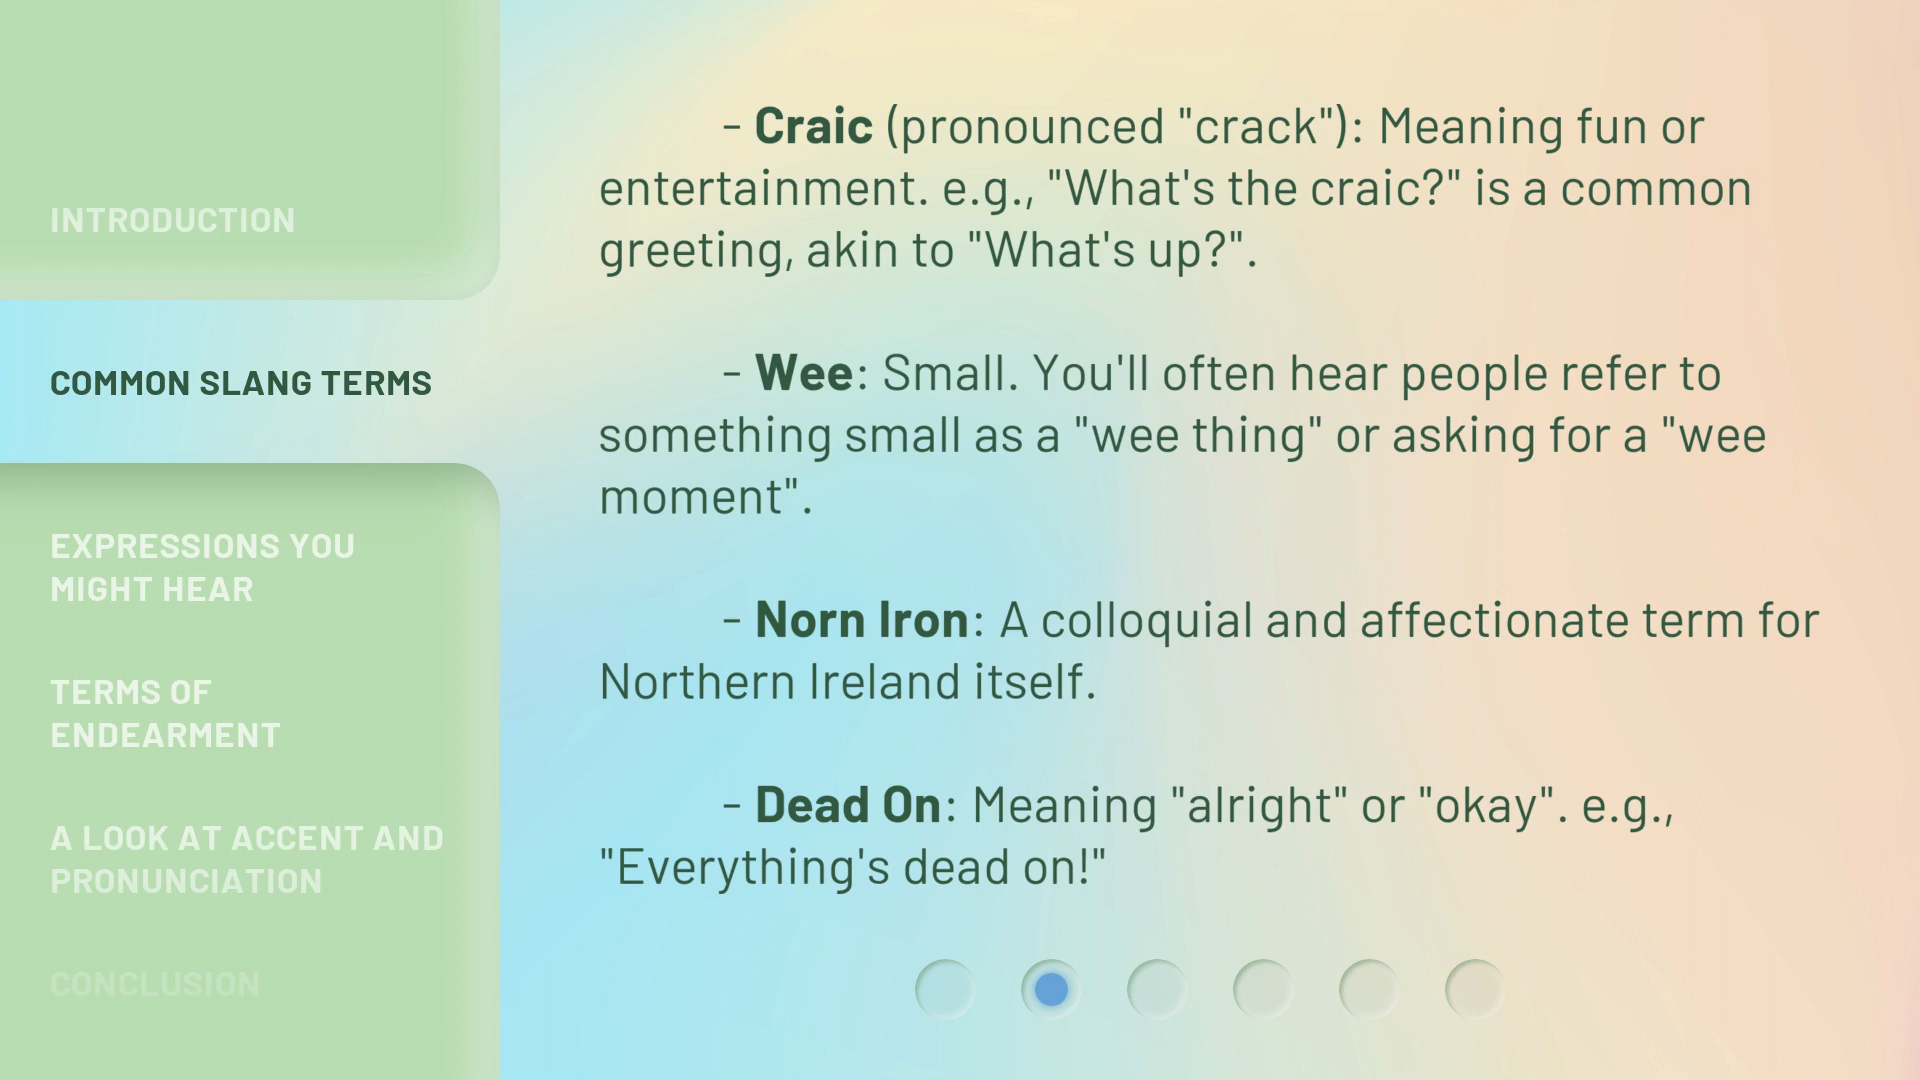 INTRODUCTION
COMMON SLANG TERMS
EXPRESSIONS YOU
MIGHT HEAR
TERMS OF
ENDEARMENT
A LOOK AT ACCENT AND
PRONUNCIATION
CONCLUSION
- Craic (pronounced "crack"): Meaning fun or
entertainment. e.g., "What's the craic?" is a common
greeting, akin to "What's up?".
- Wee: Small. You'll often hear people refer to
something small as a "wee thing" or asking for a "wee
moment".
- Norn Iron: A colloquial and affectionate term for
Northern Ireland itself.
- Dead On: Meaning "alright" or "okay". e.g.,
"Everything's dead on!"